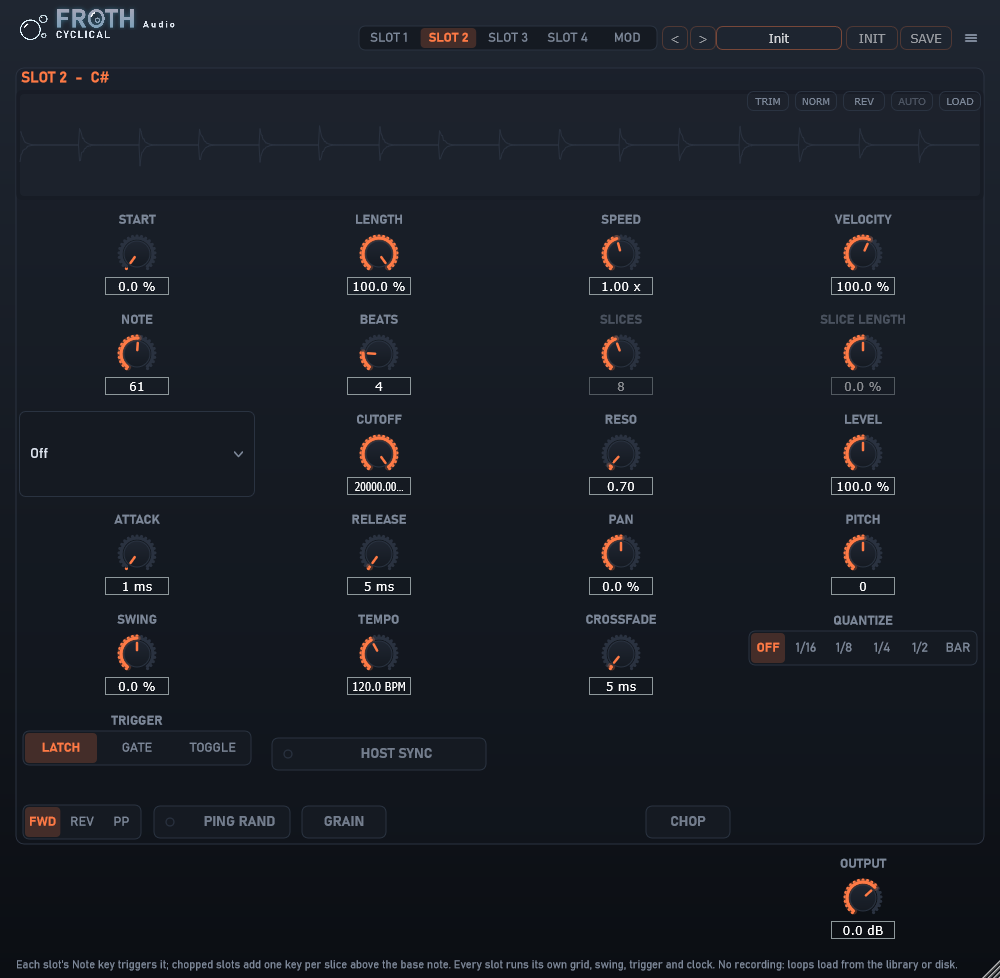 FROTH Audio
CYCLICAL
SLOT 1 SLOT 2 SLOT 3 SLOT 4 MOD < > Init INIT SAVE
SLOT 2 - C#
TRIM NORM REV AUTO LOAD
START LENGTH SPEED VELOCITY
0.0 % 100.0 % 1.00 x 100.0 %
NOTE BEATS SLICES SLICE LENGTH
61 4 8 0.0 %
CUTOFF RESO LEVEL
Off
20000.00... 0.70 100.0 %
ATTACK RELEASE PAN PITCH
1 ms 5 ms 0.0 % 0
SWING TEMPO CROSSFADE QUANTIZE
OFF 1/16 1/8 1/4 1/2 BAR
0.0 % 120.0 BPM 5 ms
TRIGGER
LATCH GATE TOGGLE HOST SYNC
FWD REV PP PING RAND GRAIN CHOP
OUTPUT
0.0 dB
Each slot's Note key triggers it; chopped slots add one key per slice above the base note. Every slot runs its own grid, swing, trigger and clock. No recording: loops load from the library or disk.